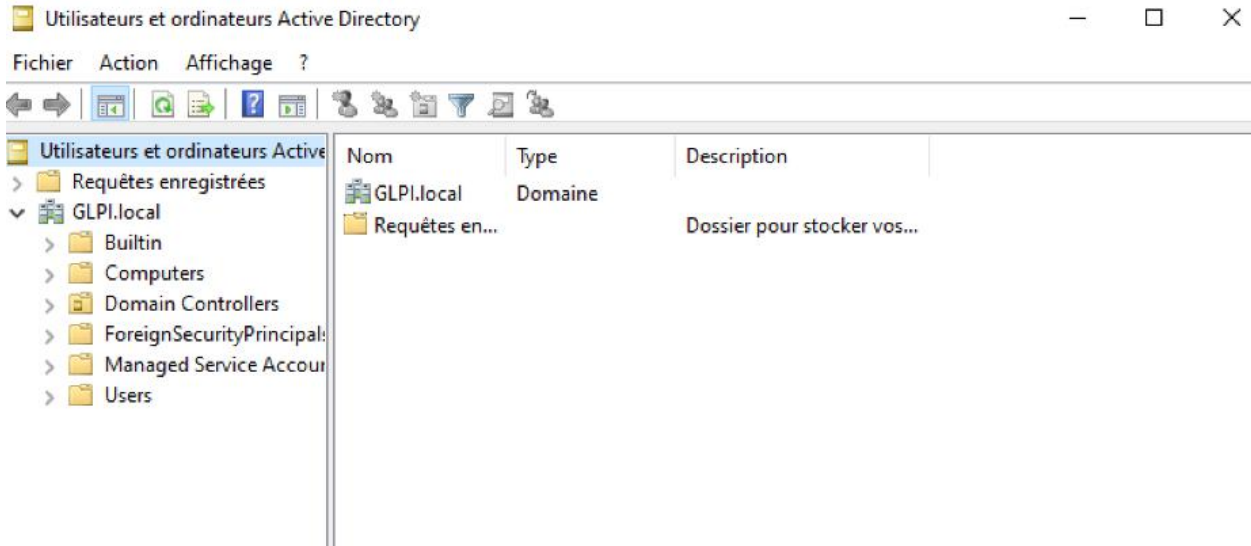 Utilisateurs et ordinateurs Active Directory
Fichier Action Affichage ?
Utilisateurs et ordinateurs Active
Requêtes enregistrées
GLPI.local
Builtin
Computers
Domain Controllers
ForeignSecurityPrincipals
Managed Service Accour
Users
Nom Type Description
GLPI.local Domaine
Requêtes en... Dossier pour stocker vos...